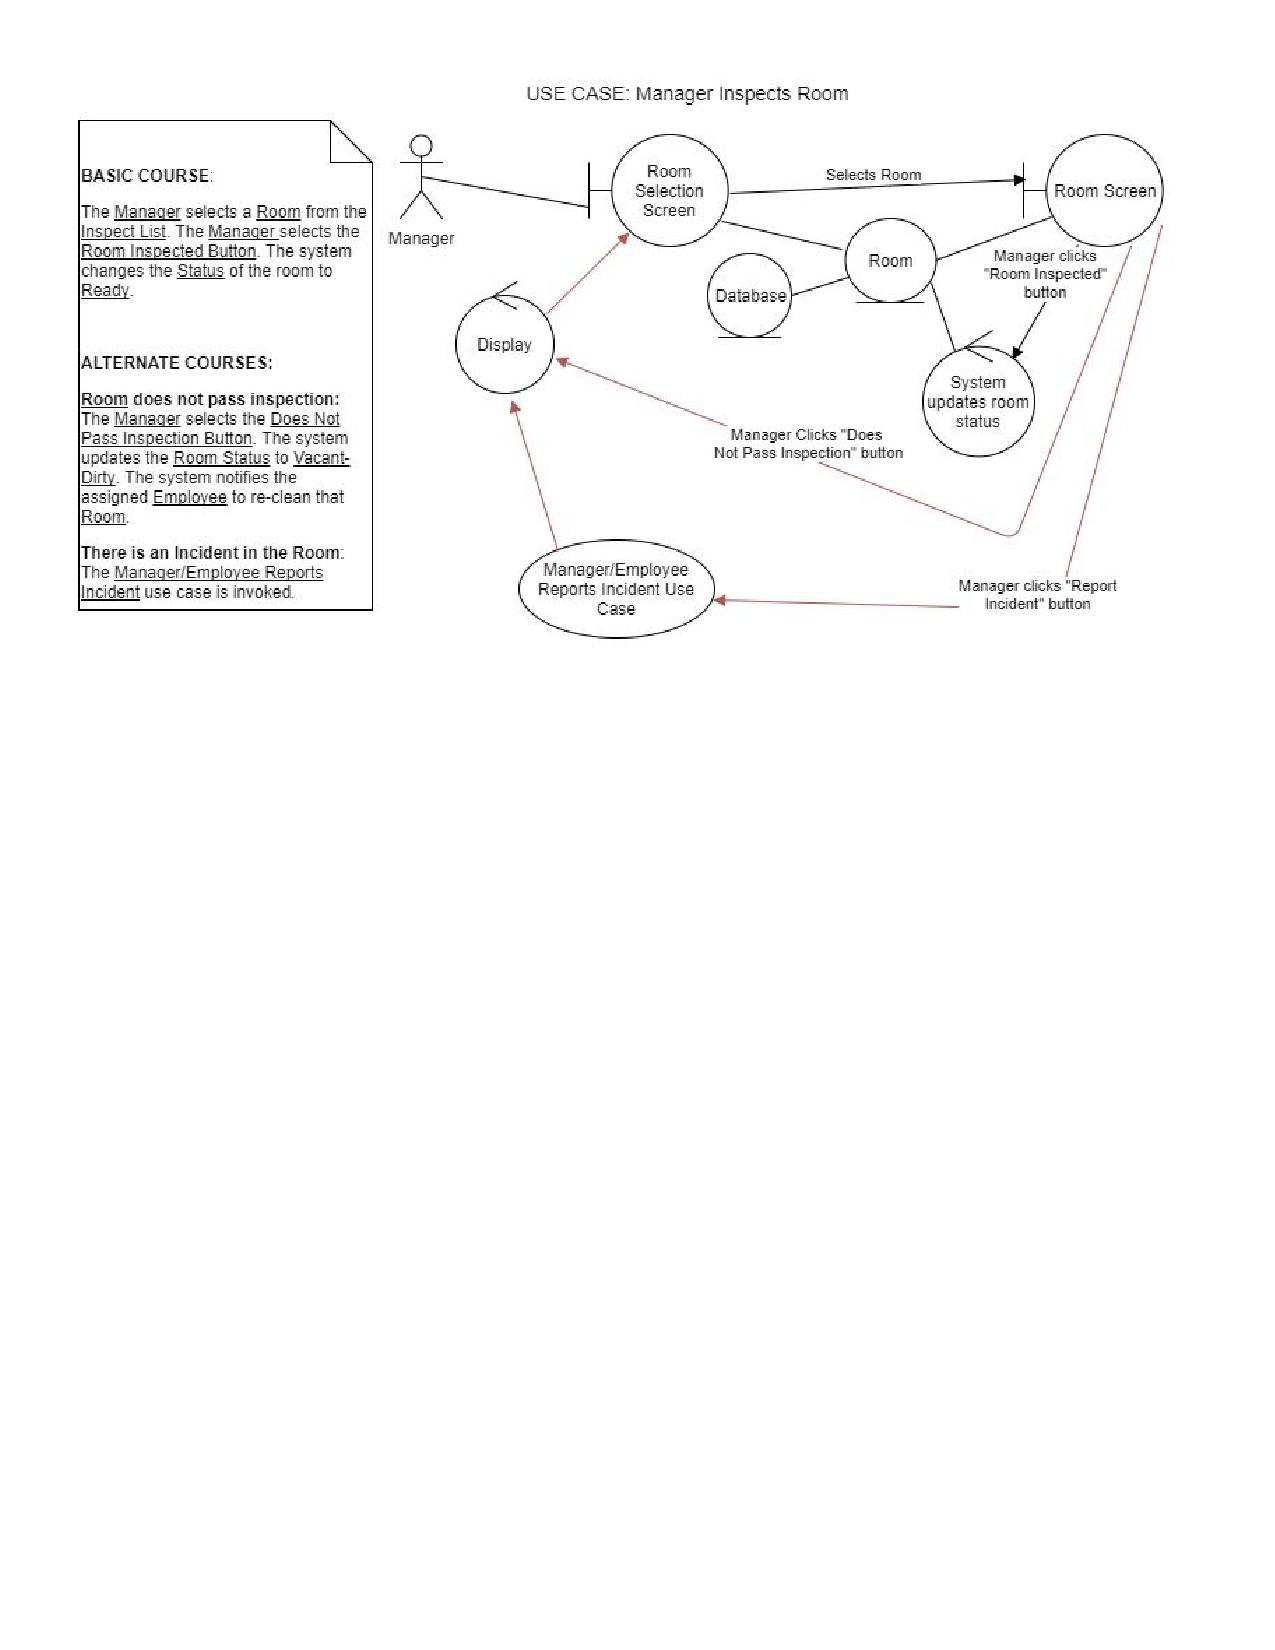 USE CASE: Manager Inspects Room
BASIC COURSE:
The Manager selects a Room from the
Inspect List. The Manager selects the
Room Inspected Button. The system
changes the Status of the room to
Ready.
ALTERNATE COURSES:
Room does not pass inspection:
The Manager selects the Does Not
Pass Inspection Button. The system
updates the Room Status to Vacant-
Dirty. The system notifies the
assigned Employee to re-clean that
Room.
There is an Incident in the Room:
The Manager/Employee Reports
Incident use case is invoked.
Manager
Room
Selection
Screen
Selects Room
Room Screen
Room
Database
Manager clicks
"Room Inspected"
button
Display
System
updates room
status
Manager Clicks "Does
Not Pass Inspection" button
Manager/Employee
Reports Incident Use
Case
Manager clicks "Report
Incident" button